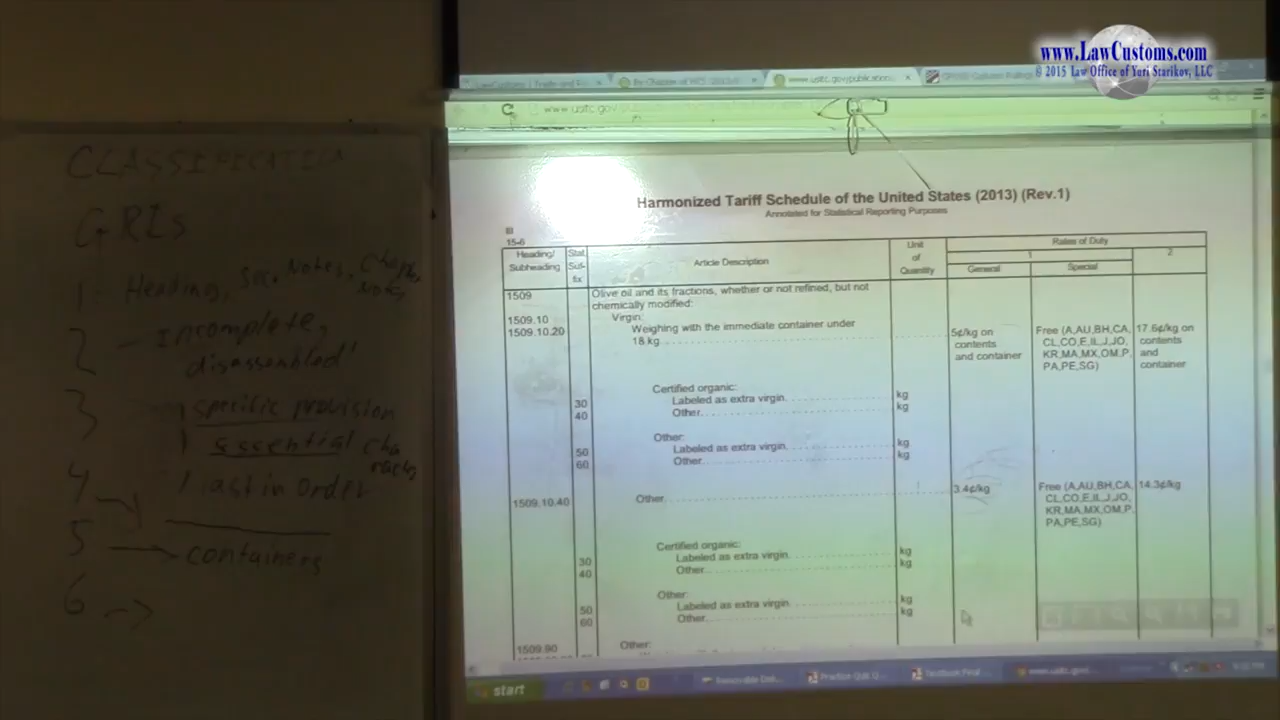 www.LawCustoms.com
© 2015 Law Office of Yuri Starikov, LLC
www.usitc.gov
CLASSIFICATION
GRIs
1 - Heading, Sec. Notes, Chapt. Notes
2 - Incomplete, disassembled
3 specific provision
essential character
last in order
4
5 containers
6
Harmonized Tariff Schedule of the United States (2013) (Rev.1)
Annotated for Statistical Reporting Purposes
III
15-6
Heading/ Subheading Stat. Suf- fix Article Description Unit of Quantity Rates of Duty
1 2
General Special
1509 Olive oil and its fractions, whether or not refined, but not
chemically modified:
1509.10 Virgin:
1509.10.20 Weighing with the immediate container under
18 kg. 5¢/kg on contents and container Free (A,AU,BH,CA, CL,CO,E,IL,J,JO, KR,MA,MX,OM,P, PA,PE,SG) 17.6¢/kg on contents and container
Certified organic:
30 Labeled as extra virgin. kg
40 Other. kg
Other:
50 Labeled as extra virgin. kg
60 Other. kg
1509.10.40 Other 3.4¢/kg Free (A,AU,BH,CA, CL,CO,E,IL,J,JO, KR,MA,MX,OM,P, PA,PE,SG) 14.3¢/kg
Certified organic:
30 Labeled as extra virgin. kg
40 Other. kg
Other:
50 Labeled as extra virgin. kg
60 Other. kg
1509.90 Other:
start